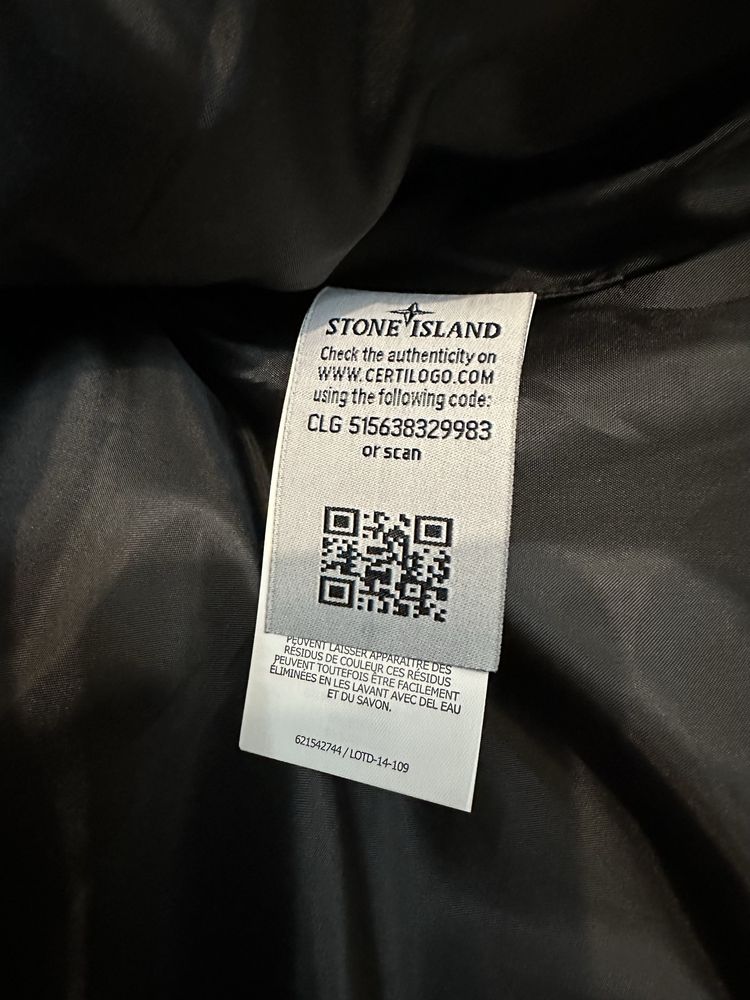 STONE ISLAND
Check the authenticity on
WWW.CERTILOGO.COM
using the following code:
CLG 515638329983
or scan
PEUVENT LAISSER APPARAITRE DES
RÉSIDUS DE COULEUR CES RÉSIDUS
PEUVENT TOUTEFOIS ÊTRE FACILEMENT
ÉLIMINÉES EN LES LAVANT AVEC DEL EAU
ET DU SAVON.
621542744 / LOTD-14-109